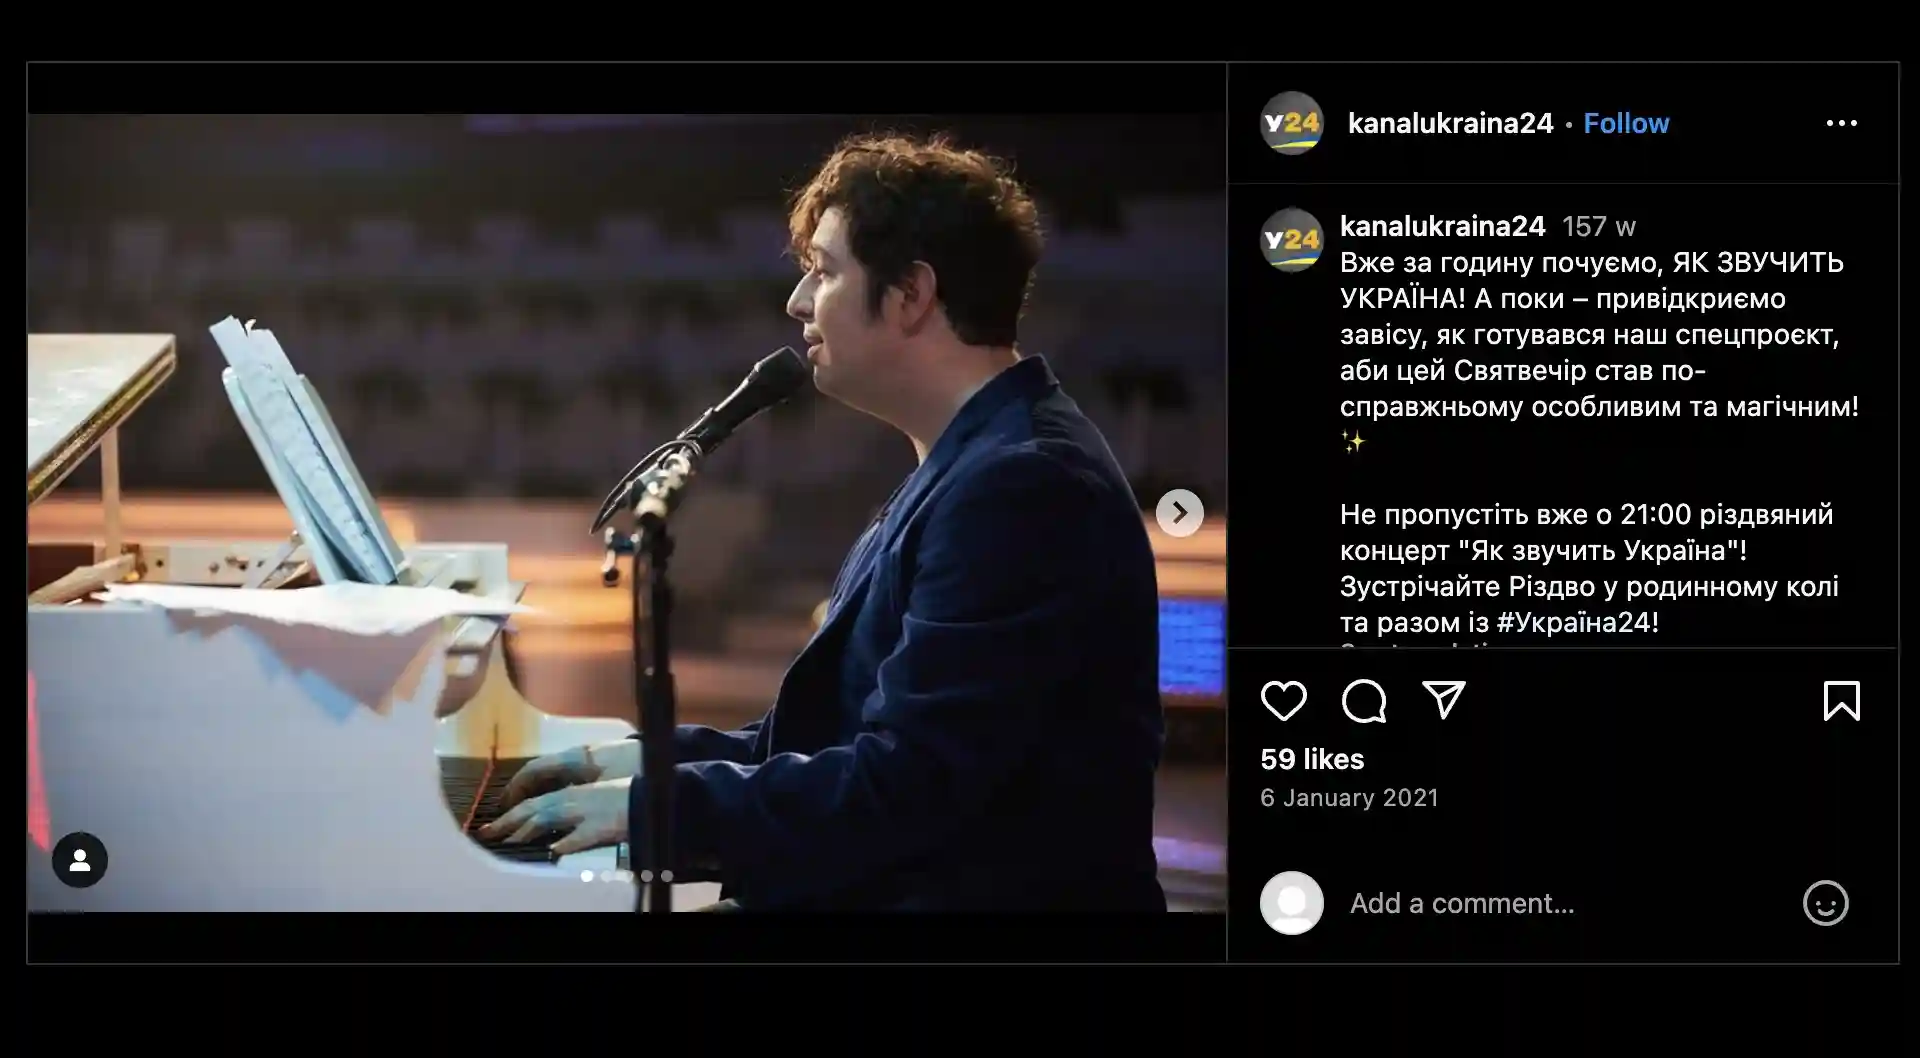 У24
kanalukraina24 • Follow
У24
kanalukraina24 157 w
Вже за годину почуємо, ЯК ЗВУЧИТЬ
УКРАЇНА! А поки – привідкриємо
завісу, як готувався наш спецпроєкт,
аби цей Святвечір став по-
справжньому особливим та магічним!
✨
Не пропустіть вже о 21:00 різдвяний
концерт "Як звучить Україна"!
Зустрічайте Різдво у родинному колі
та разом із #Україна24!
59 likes
6 January 2021
Add a comment...